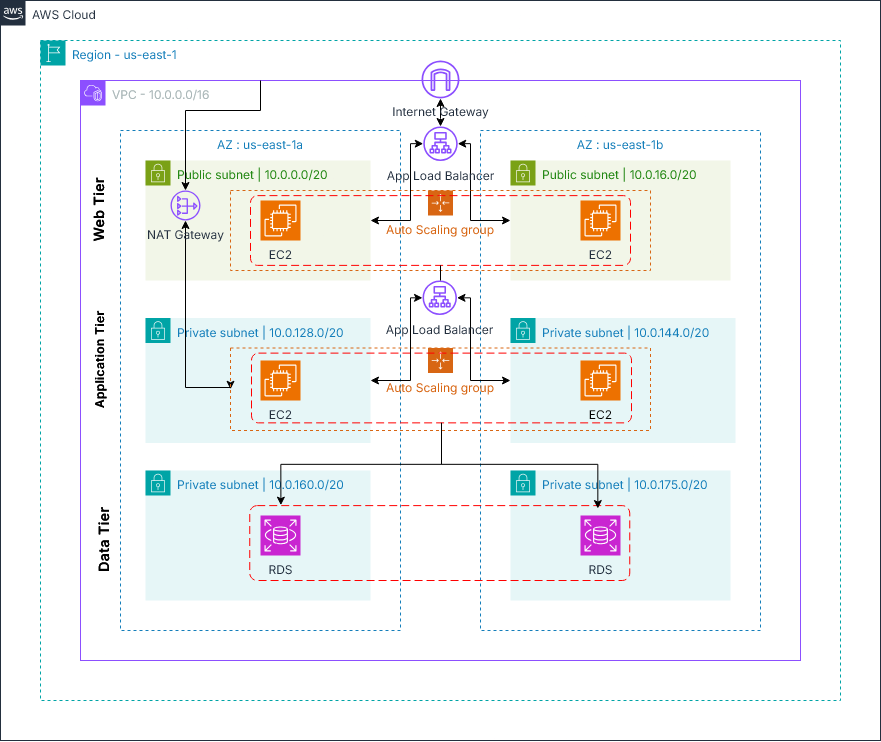 aws
AWS Cloud
Region - us-east-1
VPC - 10.0.0.0/16
Internet Gateway
AZ : us-east-1a
AZ : us-east-1b
Web Tier
Public subnet | 10.0.0.0/20
App Load Balancer
Public subnet | 10.0.16.0/20
NAT Gateway
Auto Scaling group
EC2
EC2
Application Tier
Private subnet | 10.0.128.0/20
App Load Balancer
Private subnet | 10.0.144.0/20
Auto Scaling group
EC2
EC2
Data Tier
Private subnet | 10.0.160.0/20
Private subnet | 10.0.175.0/20
RDS
RDS